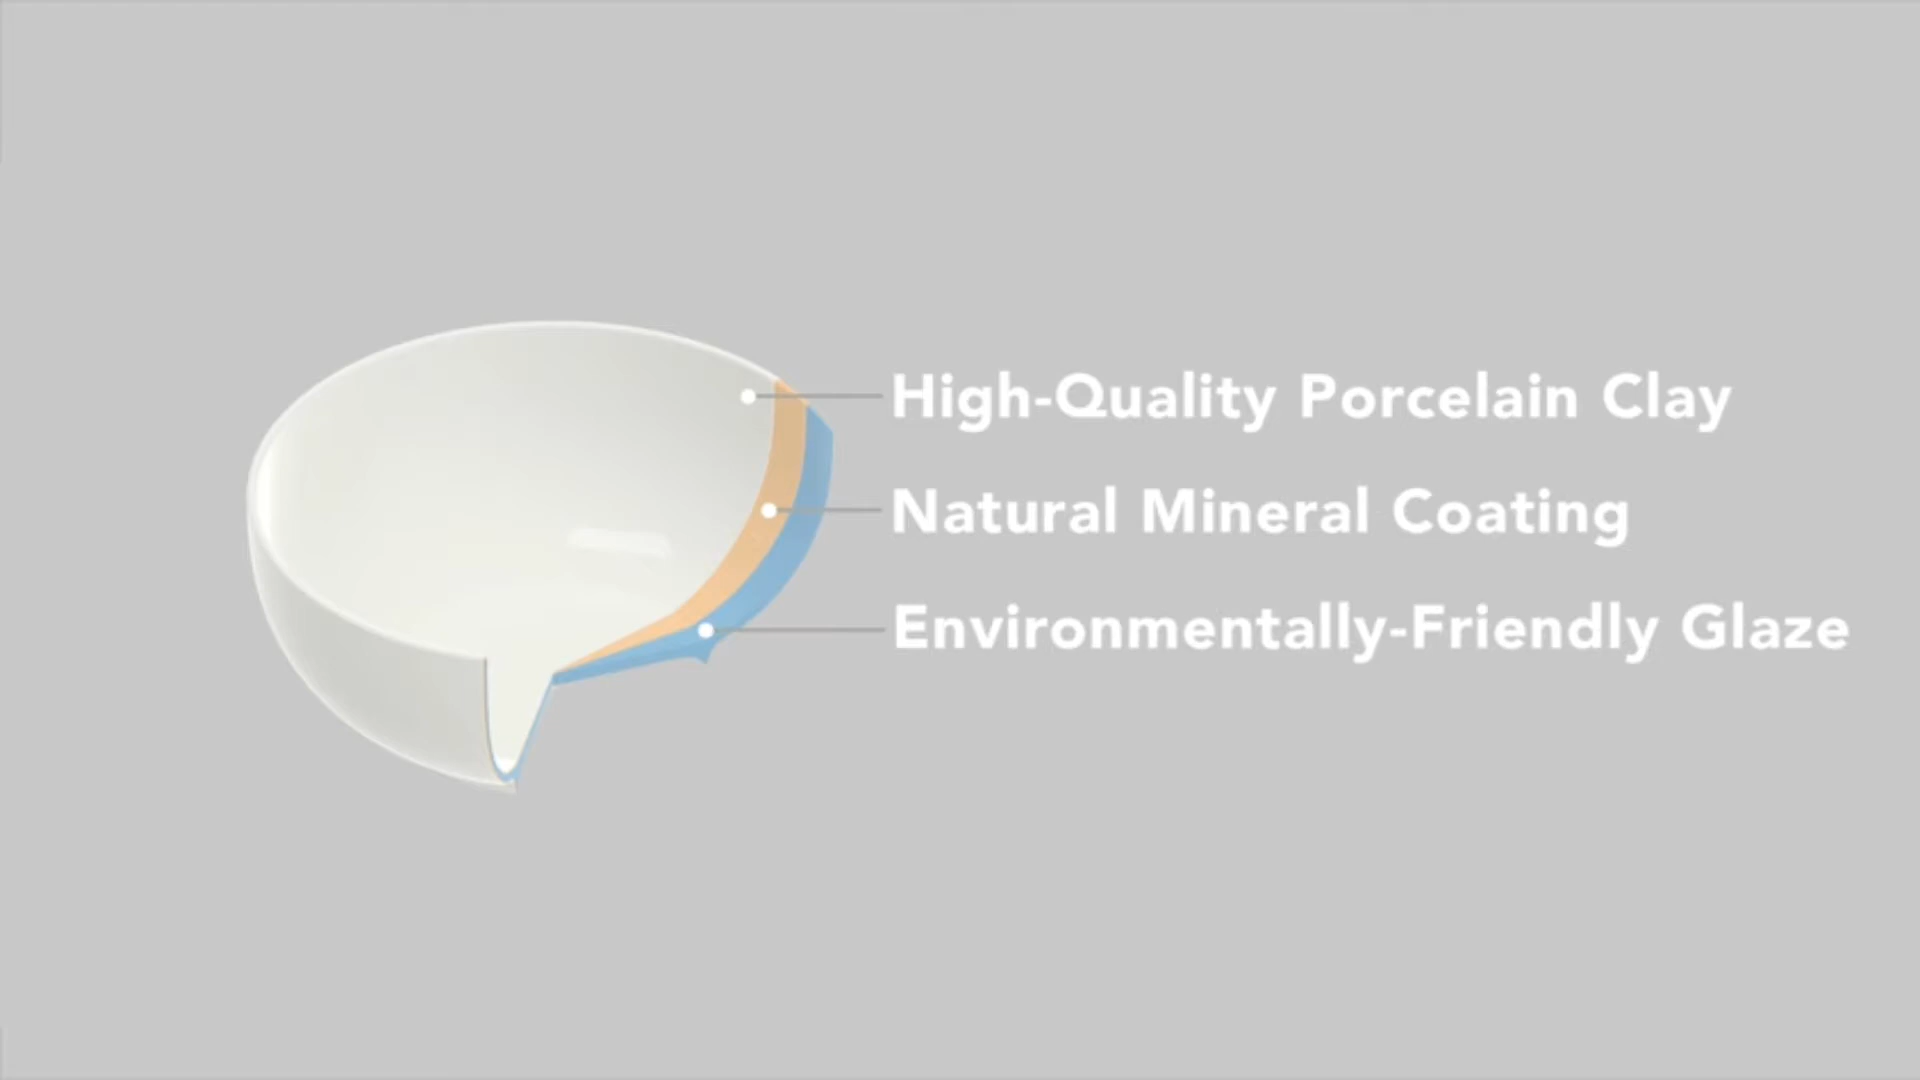 High-Quality Porcelain Clay
Natural Mineral Coating
Environmentally-Friendly Glaze